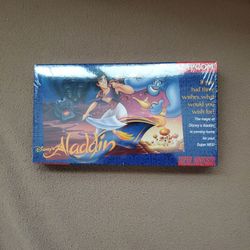 had three
wishes, what
would you
wish for?
The magic of
Disney's Aladdin
is coming home
for your
Super NES!
Disney's Aladdin